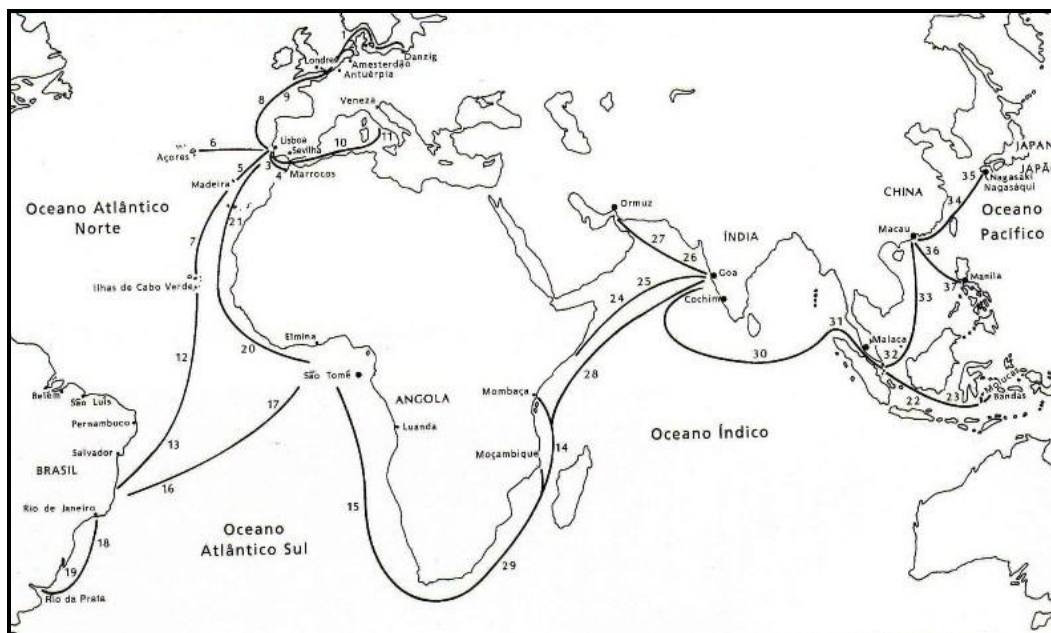 Londres
Danzig
Amesterdão
Antuérpia
9
8
Veneza
11
10
6
Lisboa
Sevilha
3
4
Marrocos
Açores
5
Madeira
21
Oceano Atlântico
Norte
7
Ilhas de Cabo Verde
12
Elmina
20
São Tomé
17
ANGOLA
Luanda
Belém
São Luís
Pernambuco
13
Salvador
BRASIL
16
Rio de Janeiro
18
19
Rio da Prata
Oceano
Atlântico Sul
15
29
Mombaça
Moçambique
14
28
Oceano Índico
Ormuz
27
26
25
24
ÍNDIA
Goa
Cochim
30
31
Malaca
32
22
23
Molucas
Bandas
33
CHINA
Macau
36
37
Manila
34
35
JAPAN
JAPÃO
Nagasaki
Nagasáqui
Oceano
Pacífico